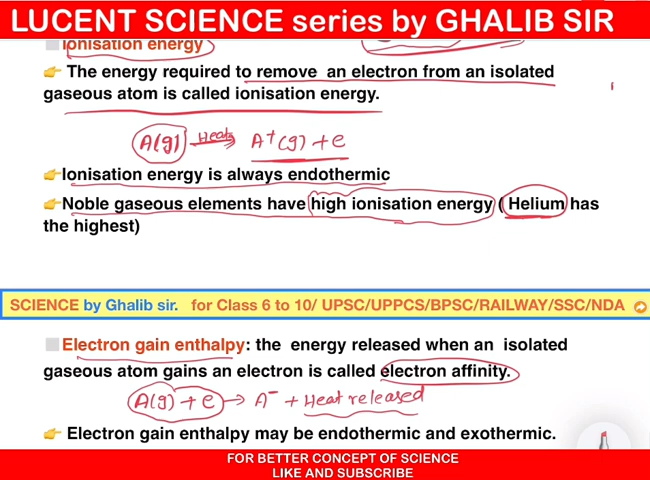 LUCENT SCIENCE series by GHALIB SIR
Ionisation energy
👉 The energy required to remove an electron from an isolated
gaseous atom is called ionisation energy.
A(g) Heat→ A⁺(g) + e
👉Ionisation energy is always endothermic
👉Noble gaseous elements have high ionisation energy ( Helium has
the highest)
SCIENCE by Ghalib sir. for Class 6 to 10/ UPSC/UPPCS/BPSC/RAILWAY/SSC/NDA
Electron gain enthalpy: the energy released when an isolated
gaseous atom gains an electron is called electron affinity.
A(g) + e → A⁻ + Heat released
👉 Electron gain enthalpy may be endothermic and exothermic.
FOR BETTER CONCEPT OF SCIENCE
LIKE AND SUBSCRIBE